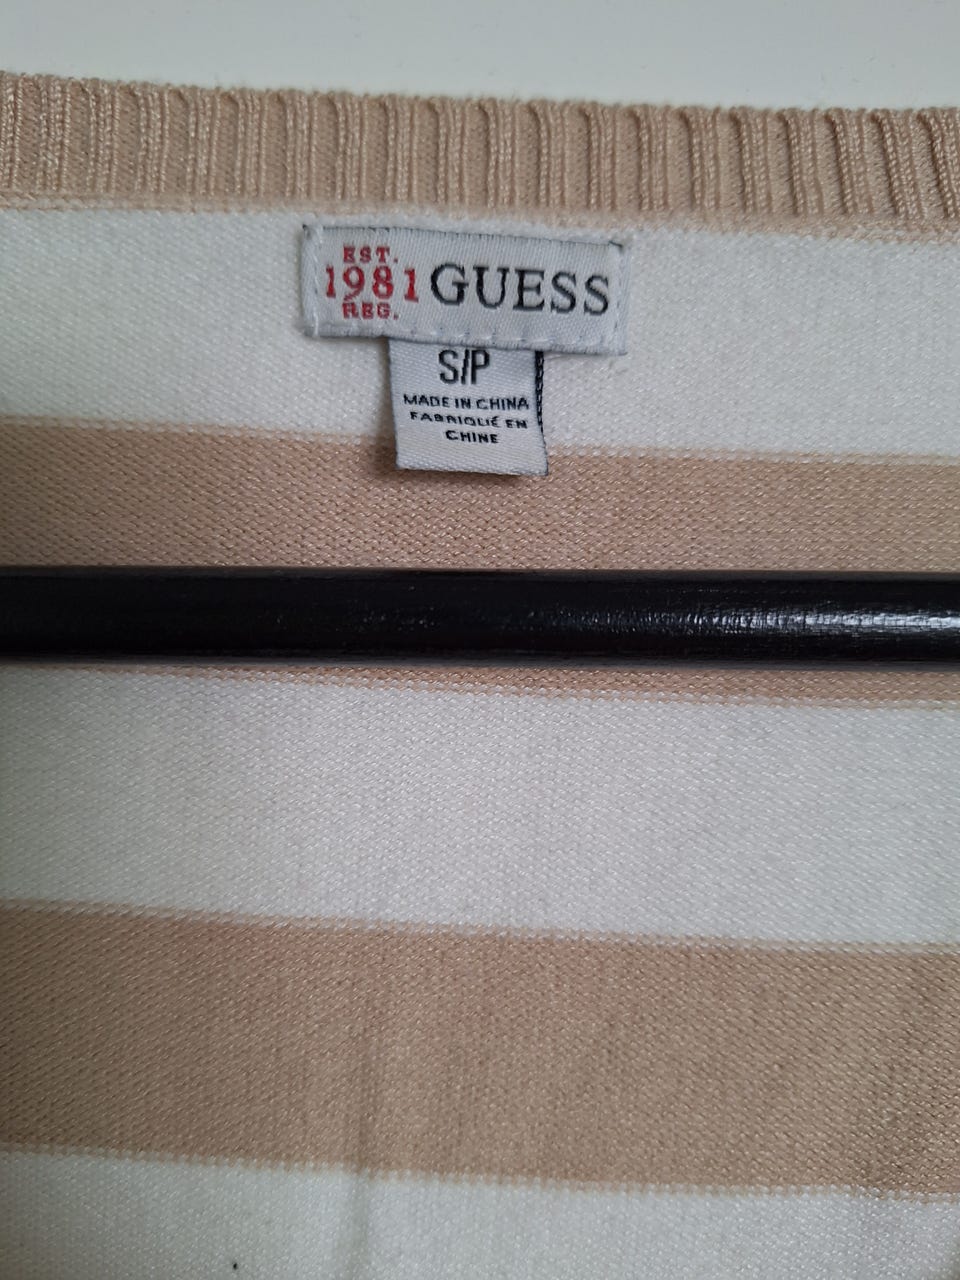 EST.
1981 GUESS
REG.
S/P
MADE IN CHINA
FABRIQUÉ EN
CHINE